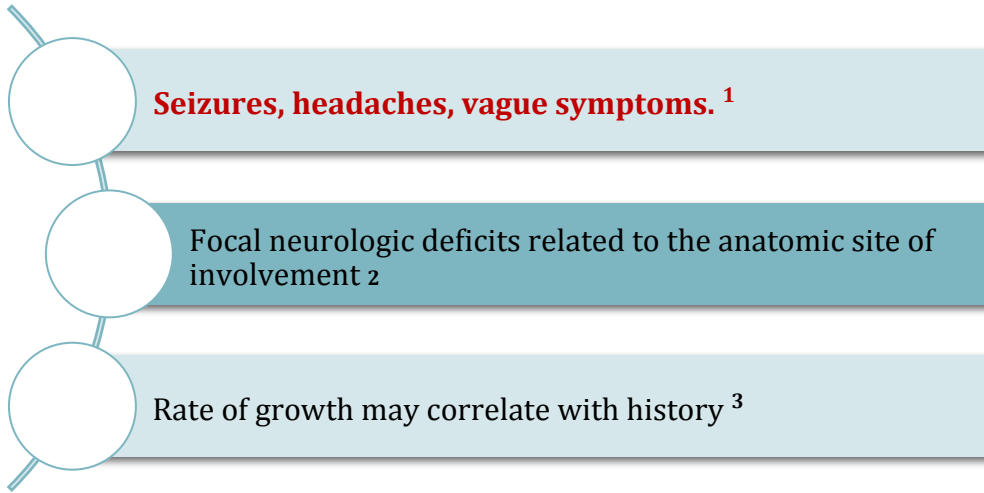 Seizures, headaches, vague symptoms. ¹
Focal neurologic deficits related to the anatomic site of
involvement 2
Rate of growth may correlate with history ³